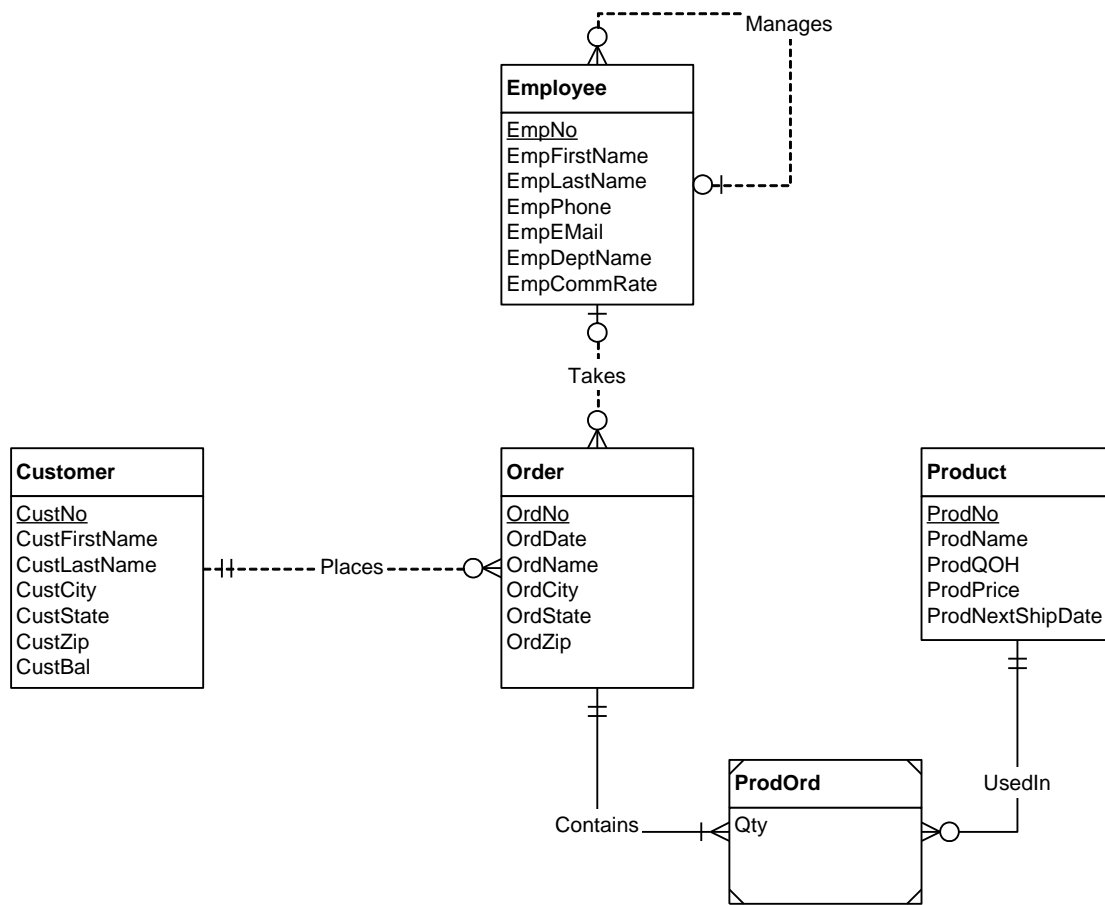 Manages
Employee
EmpNo
EmpFirstName
EmpLastName
EmpPhone
EmpEMail
EmpDeptName
EmpCommRate
Takes
Customer
CustNo
CustFirstName
CustLastName
CustCity
CustState
CustZip
CustBal
Places
Order
OrdNo
OrdDate
OrdName
OrdCity
OrdState
OrdZip
Product
ProdNo
ProdName
ProdQOH
ProdPrice
ProdNextShipDate
Contains
ProdOrd
Qty
UsedIn